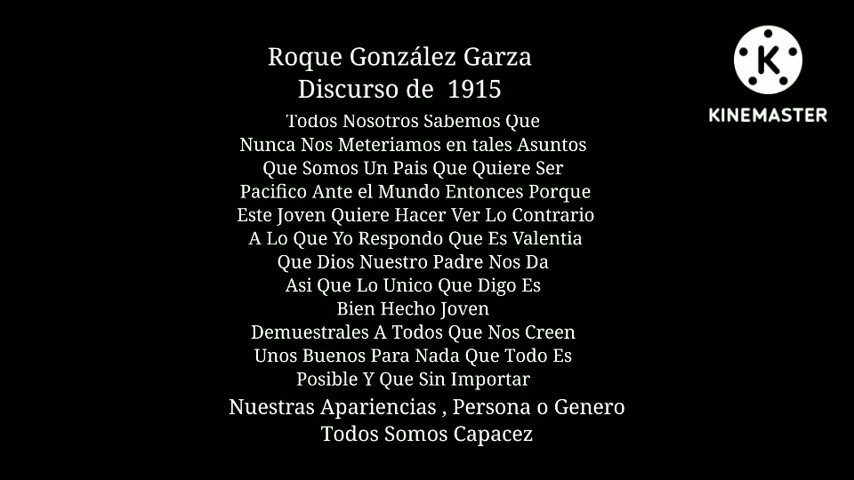 Roque González Garza
Discurso de 1915
Todos Nosotros Sabemos Que
Nunca Nos Meteriamos en tales Asuntos
Que Somos Un Pais Que Quiere Ser
Pacifico Ante el Mundo Entonces Porque
Este Joven Quiere Hacer Ver Lo Contrario
A Lo Que Yo Respondo Que Es Valentia
Que Dios Nuestro Padre Nos Da
Asi Que Lo Unico Que Digo Es
Bien Hecho Joven
Demuestrales A Todos Que Nos Creen
Unos Buenos Para Nada Que Todo Es
Posible Y Que Sin Importar
Nuestras Apariencias , Persona o Genero
Todos Somos Capacez
K
KINEMASTER